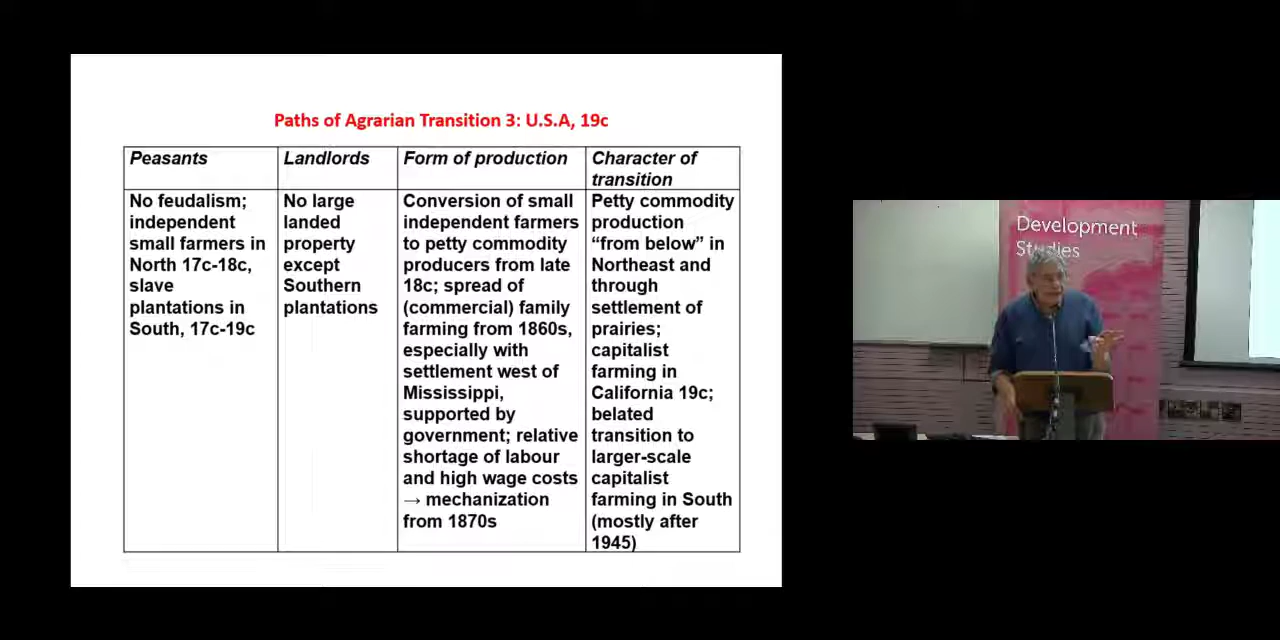 Paths of Agrarian Transition 3: U.S.A, 19c
Peasants
Landlords
Form of production
Character of
transition
No feudalism;
independent
small farmers in
North 17c-18c,
slave
plantations in
South, 17c-19c
No large
landed
property
except
Southern
plantations
Conversion of small
independent farmers
to petty commodity
producers from late
18c; spread of
(commercial) family
farming from 1860s,
especially with
settlement west of
Mississippi,
supported by
government; relative
shortage of labour
and high wage costs
→ mechanization
from 1870s
Petty commodity
production
“from below” in
Northeast and
through
settlement of
prairies;
capitalist
farming in
California 19c;
belated
transition to
larger-scale
capitalist
farming in South
(mostly after
1945)
Development
Studies